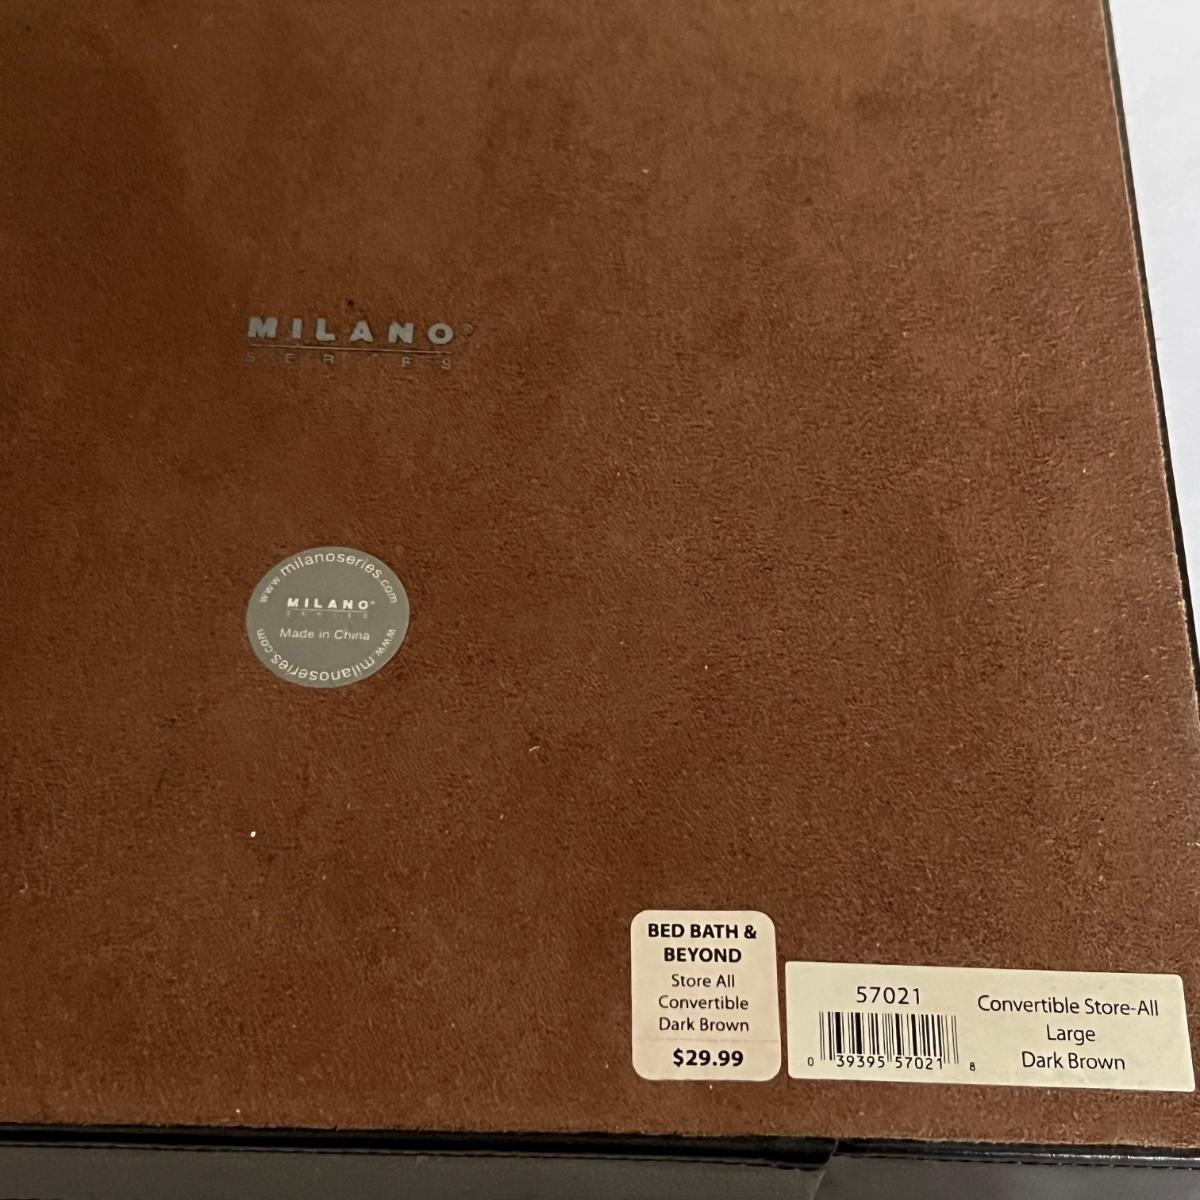 MILANO®
SERIES
www.milanoseries.com
MILANO®
SERIES
Made in China
www.milanoseries.com
BED BATH &
BEYOND
Store All
Convertible
Dark Brown
$29.99
57021
0 39395 57021 8
Convertible Store-All
Large
Dark Brown